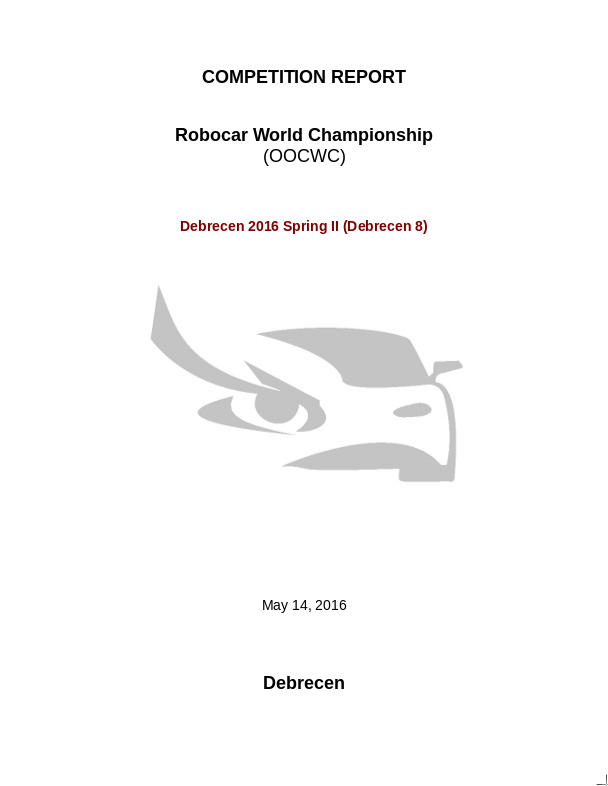 COMPETITION REPORT
Robocar World Championship
(OOCWC)
Debrecen 2016 Spring II (Debrecen 8)
May 14, 2016
Debrecen